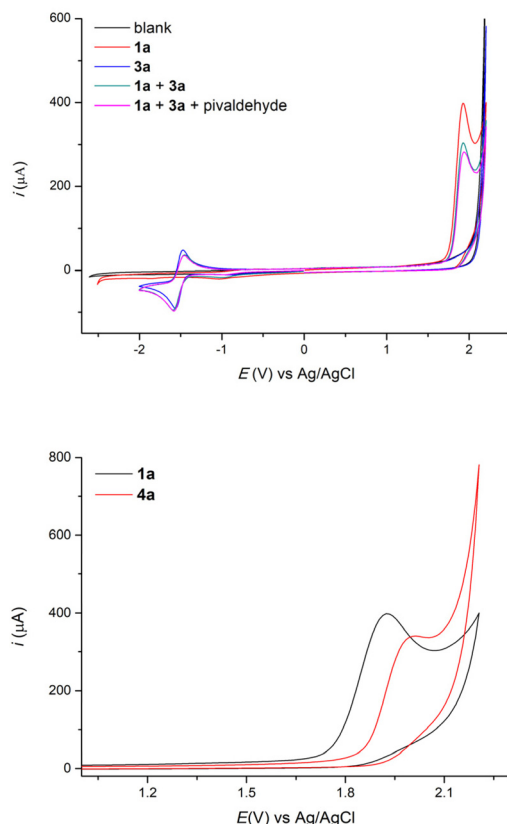 600
blank
1a
3a
1a + 3a
1a + 3a + pivaldehyde
400
200
0
i (µA)
-2 -1 0 1 2
E (V) vs Ag/AgCl
800
1a
4a
600
400
200
0
i (µA)
1.2 1.5 1.8 2.1
E(V) vs Ag/AgCl